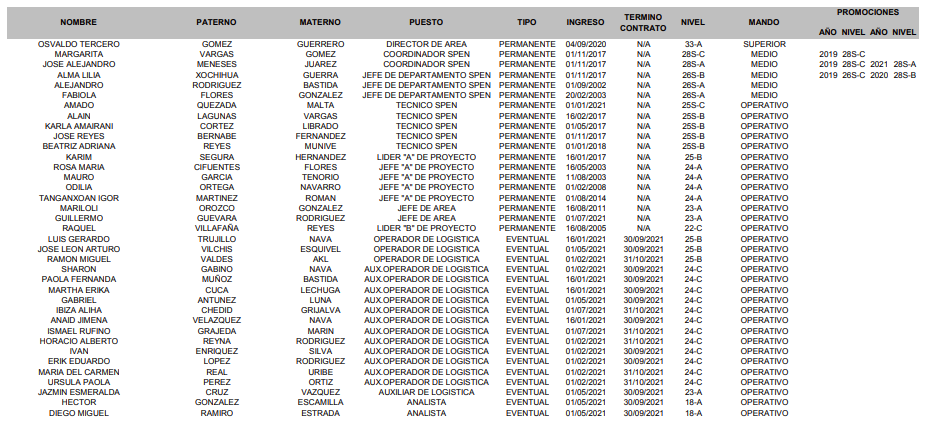 PROMOCIONES
NOMBRE PATERNO MATERNO PUESTO TIPO INGRESO TERMINO CONTRATO NIVEL MANDO AÑO NIVEL AÑO NIVEL
OSVALDO TERCERO GOMEZ GUERRERO DIRECTOR DE AREA PERMANENTE 04/09/2020 N/A 33-A SUPERIOR
MARGARITA VARGAS GOMEZ COORDINADOR SPEN PERMANENTE 01/11/2017 N/A 28S-C MEDIO 2019 28S-C
JOSE ALEJANDRO MENESES JUAREZ COORDINADOR SPEN PERMANENTE 01/11/2017 N/A 28S-A MEDIO 2019 28S-C 2021 28S-A
ALMA LILIA XOCHIHUA GUERRA JEFE DE DEPARTAMENTO SPEN PERMANENTE 01/11/2017 N/A 26S-B MEDIO 2019 26S-C 2020 28S-B
ALEJANDRO RODRIGUEZ BASTIDA JEFE DE DEPARTAMENTO SPEN PERMANENTE 01/09/2002 N/A 26S-A MEDIO
FABIOLA FLORES GONZALEZ JEFE DE DEPARTAMENTO SPEN PERMANENTE 20/02/2003 N/A 26S-A MEDIO
AMADO QUEZADA MALTA TECNICO SPEN PERMANENTE 01/01/2021 N/A 25S-C OPERATIVO
ALAIN LAGUNAS VARGAS TECNICO SPEN PERMANENTE 16/02/2017 N/A 25S-B OPERATIVO
KARLA AMAIRANI CORTEZ LIBRADO TECNICO SPEN PERMANENTE 01/05/2017 N/A 25S-B OPERATIVO
JOSE REYES BERNABE FERNANDEZ TECNICO SPEN PERMANENTE 01/11/2017 N/A 25S-B OPERATIVO
BEATRIZ ADRIANA REYES MUNIVE TECNICO SPEN PERMANENTE 01/01/2018 N/A 25S-B OPERATIVO
KARIM SEGURA HERNANDEZ LIDER "A" DE PROYECTO PERMANENTE 16/01/2017 N/A 25-B OPERATIVO
ROSA MARIA CIFUENTES FLORES JEFE "A" DE PROYECTO PERMANENTE 16/05/2003 N/A 24-A OPERATIVO
MAURO GARCIA TENORIO JEFE "A" DE PROYECTO PERMANENTE 11/08/2003 N/A 24-A OPERATIVO
ODILIA ORTEGA NAVARRO JEFE "A" DE PROYECTO PERMANENTE 01/02/2008 N/A 24-A OPERATIVO
TANGANXOAN IGOR MARTINEZ ROMAN JEFE "A" DE PROYECTO PERMANENTE 01/08/2014 N/A 24-A OPERATIVO
MARILOLI OROZCO GONZALEZ JEFE DE AREA PERMANENTE 16/08/2011 N/A 23-A OPERATIVO
GUILLERMO GUEVARA RODRIGUEZ JEFE DE AREA PERMANENTE 01/07/2021 N/A 23-A OPERATIVO
RAQUEL VILLAFAÑA REYES LIDER "B" DE PROYECTO PERMANENTE 16/08/2005 N/A 22-C OPERATIVO
LUIS GERARDO TRUJILLO NAVA OPERADOR DE LOGISTICA EVENTUAL 16/01/2021 30/09/2021 25-B OPERATIVO
JOSE LEON ARTURO VILCHIS ESQUIVEL OPERADOR DE LOGISTICA EVENTUAL 01/05/2021 30/09/2021 25-B OPERATIVO
RAMON MIGUEL VALDES AKL OPERADOR DE LOGISTICA EVENTUAL 01/02/2021 31/10/2021 25-B OPERATIVO
SHARON GABINO NAVA AUX.OPERADOR DE LOGISTICA EVENTUAL 01/02/2021 30/09/2021 24-C OPERATIVO
PAOLA FERNANDA MUÑOZ BASTIDA AUX.OPERADOR DE LOGISTICA EVENTUAL 16/01/2021 30/09/2021 24-C OPERATIVO
MARTHA ERIKA CUCA LECHUGA AUX.OPERADOR DE LOGISTICA EVENTUAL 16/01/2021 30/09/2021 24-C OPERATIVO
GABRIEL ANTUNEZ LUNA AUX.OPERADOR DE LOGISTICA EVENTUAL 01/05/2021 30/09/2021 24-C OPERATIVO
IBIZA ALIHA CHEDID GRIJALVA AUX.OPERADOR DE LOGISTICA EVENTUAL 01/07/2021 31/10/2021 24-C OPERATIVO
ANAID JIMENA VELAZQUEZ NAVA AUX.OPERADOR DE LOGISTICA EVENTUAL 16/01/2021 30/09/2021 24-C OPERATIVO
ISMAEL RUFINO GRAJEDA MARIN AUX.OPERADOR DE LOGISTICA EVENTUAL 01/07/2021 31/10/2021 24-C OPERATIVO
HORACIO ALBERTO REYNA RODRIGUEZ AUX.OPERADOR DE LOGISTICA EVENTUAL 01/02/2021 31/10/2021 24-C OPERATIVO
IVAN ENRIQUEZ SILVA AUX.OPERADOR DE LOGISTICA EVENTUAL 01/02/2021 30/09/2021 24-C OPERATIVO
ERIK EDUARDO LOPEZ RODRIGUEZ AUX.OPERADOR DE LOGISTICA EVENTUAL 01/02/2021 30/09/2021 24-C OPERATIVO
MARIA DEL CARMEN REAL URIBE AUX.OPERADOR DE LOGISTICA EVENTUAL 01/02/2021 31/10/2021 24-C OPERATIVO
URSULA PAOLA PEREZ ORTIZ AUX.OPERADOR DE LOGISTICA EVENTUAL 01/02/2021 31/10/2021 24-C OPERATIVO
JAZMIN ESMERALDA CRUZ VAZQUEZ AUXILIAR DE LOGISTICA EVENTUAL 01/05/2021 30/09/2021 23-A OPERATIVO
HECTOR GONZALEZ ESCAMILLA ANALISTA EVENTUAL 01/05/2021 30/09/2021 18-A OPERATIVO
DIEGO MIGUEL RAMIRO ESTRADA ANALISTA EVENTUAL 01/05/2021 30/09/2021 18-A OPERATIVO